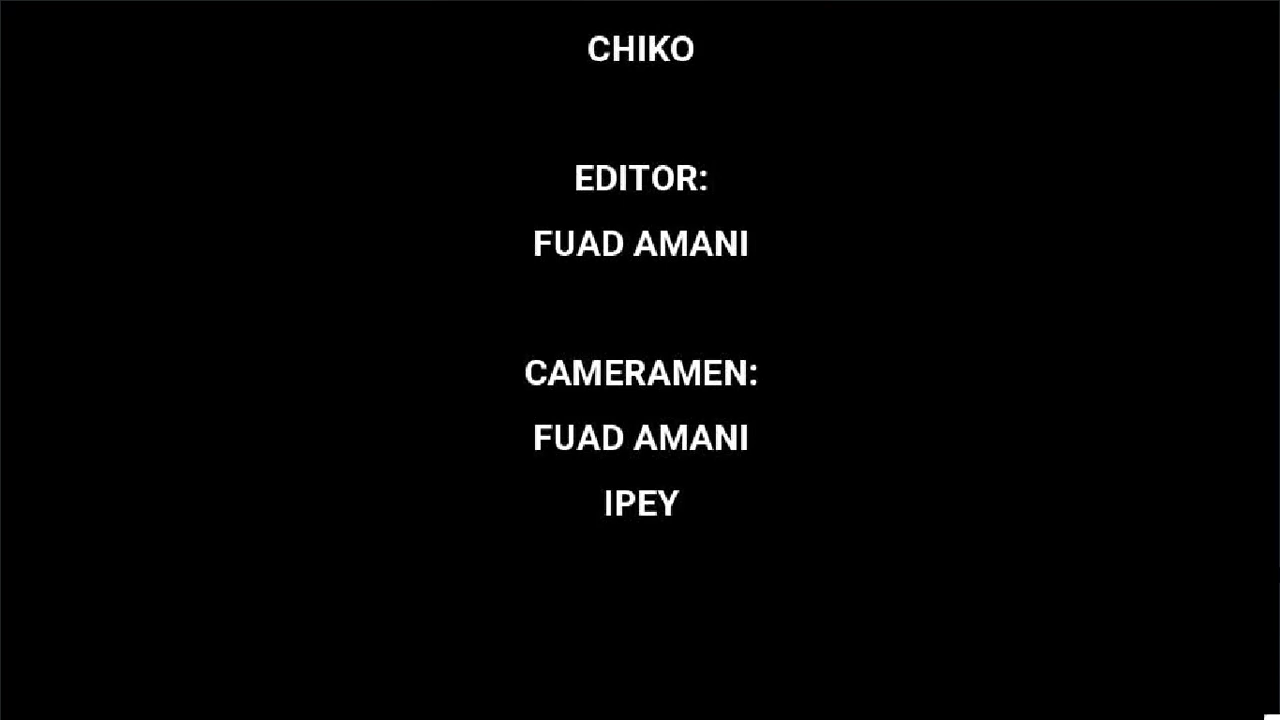 CHIKO
EDITOR:
FUAD AMANI
CAMERAMEN:
FUAD AMANI
IPEY